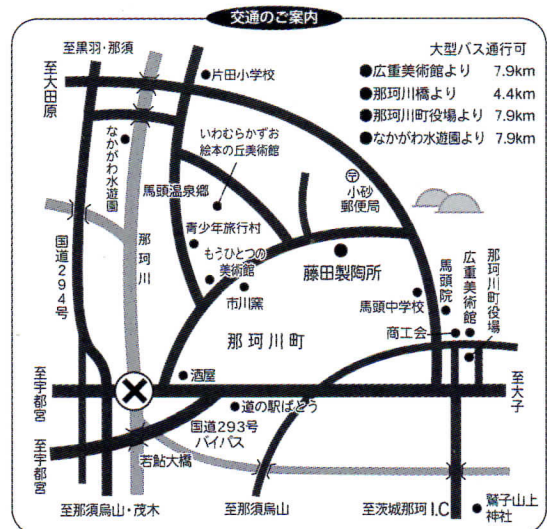 交通のご案内
至黒羽・那須
大型バス通行可
●広重美術館より 7.9km
●那珂川橋より 4.4km
●那珂川町役場より 7.9km
●なかがわ水遊園より 7.9km
至大田原
片田小学校
いわむらかずお
絵本の丘美術館
なかがわ水遊園
馬頭温泉郷
小砂
郵便局
青少年旅行村
もうひとつの
美術館
市川窯
藤田製陶所
国道294号
那珂川
馬頭中学校
馬頭院
広重美術館
那珂川町役場
商工会
那珂川町
酒屋
至宇都宮
至大子
道の駅ばとう
国道293号
バイパス
至宇都宮
若鮎大橋
至那須烏山・茂木
至那須烏山
至茨城那珂I.C
鷲子山上
神社